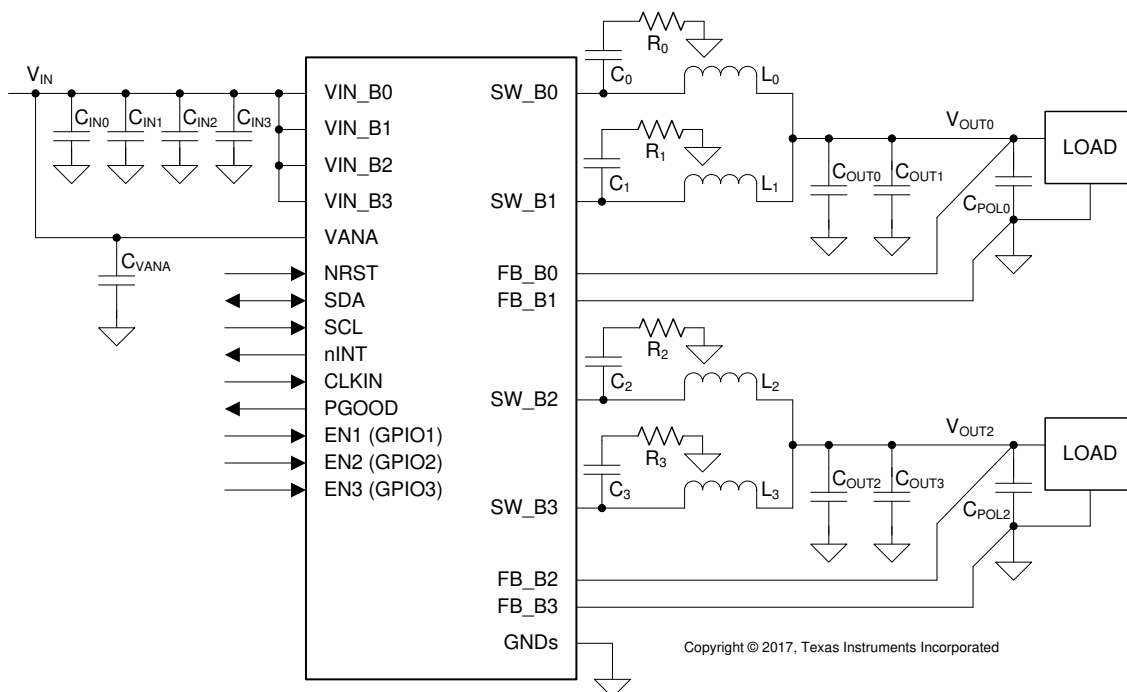 V_IN
C_IN0
C_IN1
C_IN2
C_IN3
C_VANA
VIN_B0
VIN_B1
VIN_B2
VIN_B3
VANA
NRST
SDA
SCL
nINT
CLKIN
PGOOD
EN1 (GPIO1)
EN2 (GPIO2)
EN3 (GPIO3)
SW_B0
SW_B1
FB_B0
FB_B1
SW_B2
SW_B3
FB_B2
FB_B3
GNDs
R_0
C_0
L_0
R_1
C_1
L_1
V_OUT0
LOAD
C_OUT0
C_OUT1
C_POL0
R_2
C_2
L_2
R_3
C_3
L_3
V_OUT2
LOAD
C_OUT2
C_OUT3
C_POL2
Copyright © 2017, Texas Instruments Incorporated